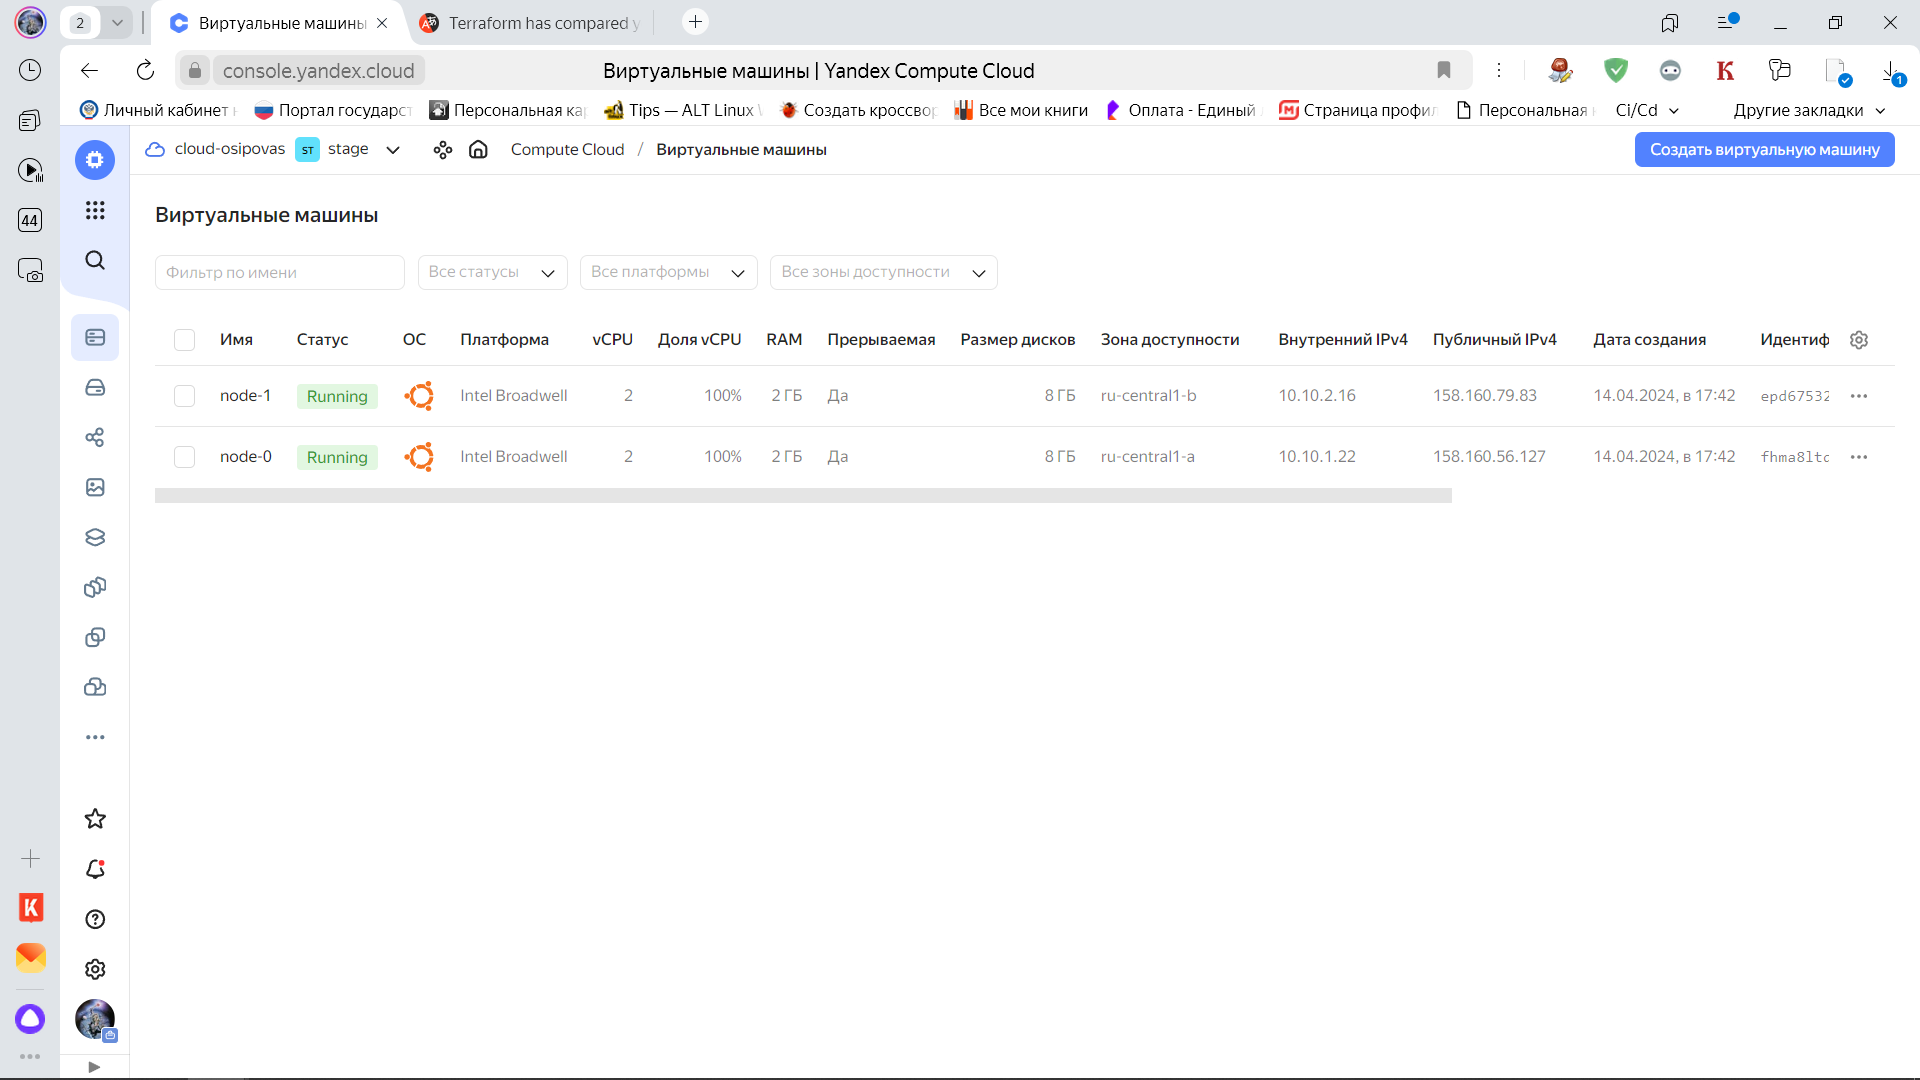 2
Виртуальные машины
Terraform has compared y
console.yandex.cloud
Виртуальные машины | Yandex Compute Cloud
1
Личный кабинет
Портал государст
Персональная ка
Tips — ALT Linux
Создать кроссвор
Все мои книги
Оплата - Единый
Страница профил
Персональная
Ci/Cd
Другие закладки
44
cloud-osipovas
ST
stage
Compute Cloud / Виртуальные машины
Создать виртуальную машину
Виртуальные машины
Фильтр по имени
Все статусы
Все платформы
Все зоны доступности
Имя Статус ОС Платформа vCPU Доля vCPU RAM Прерываемая Размер дисков Зона доступности Внутренний IPv4 Публичный IPv4 Дата создания Идентиф
node-1 Running Intel Broadwell 2 100% 2 ГБ Да 8 ГБ ru-central1-b 10.10.2.16 158.160.79.83 14.04.2024, в 17:42 epd67532
node-0 Running Intel Broadwell 2 100% 2 ГБ Да 8 ГБ ru-central1-a 10.10.1.22 158.160.56.127 14.04.2024, в 17:42 fhma8ltc